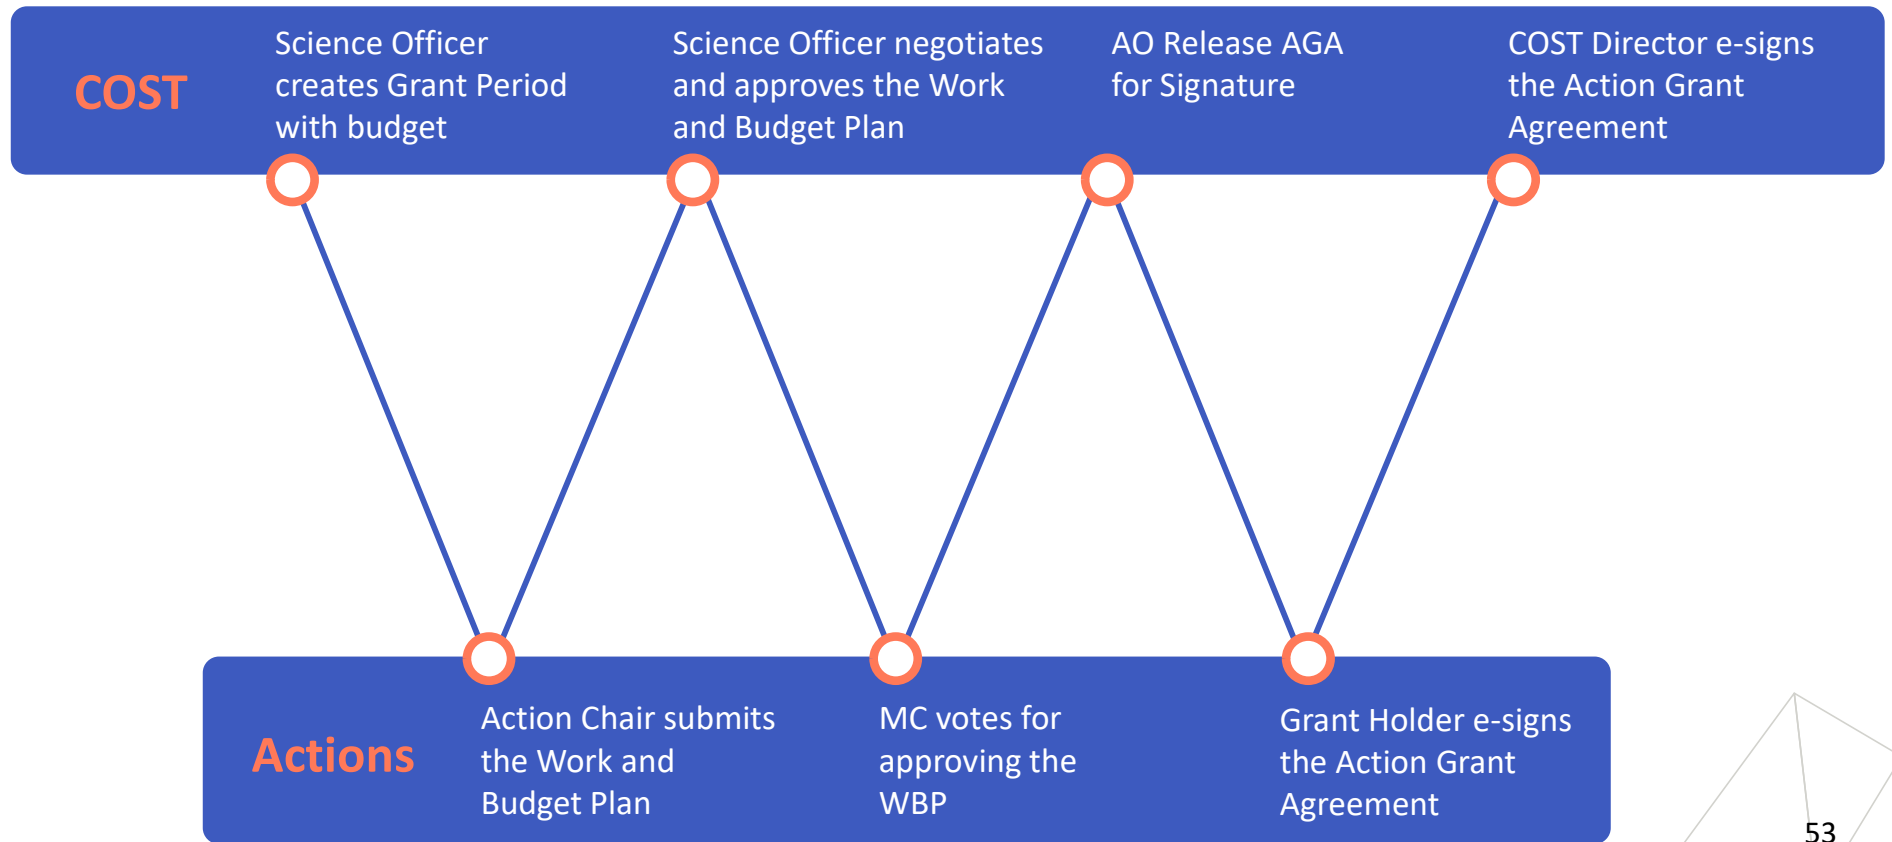 COST
Science Officer
creates Grant Period
with budget
Science Officer negotiates
and approves the Work
and Budget Plan
AO Release AGA
for Signature
COST Director e-signs
the Action Grant
Agreement
Actions
Action Chair submits
the Work and
Budget Plan
MC votes for
approving the
WBP
Grant Holder e-signs
the Action Grant
Agreement
53